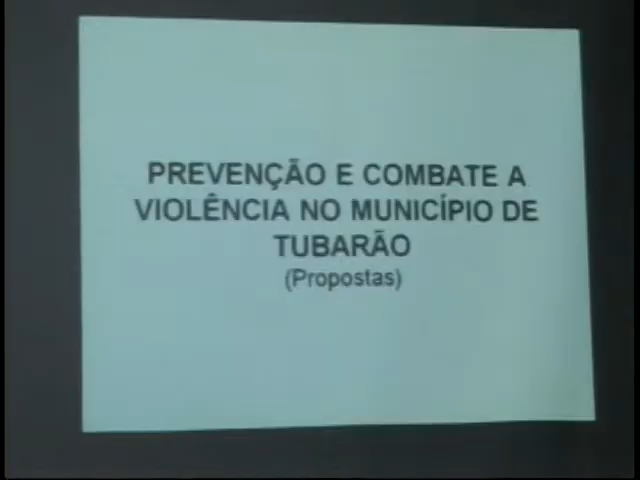 PREVENÇÃO E COMBATE A
VIOLÊNCIA NO MUNICÍPIO DE
TUBARÃO
(Propostas)